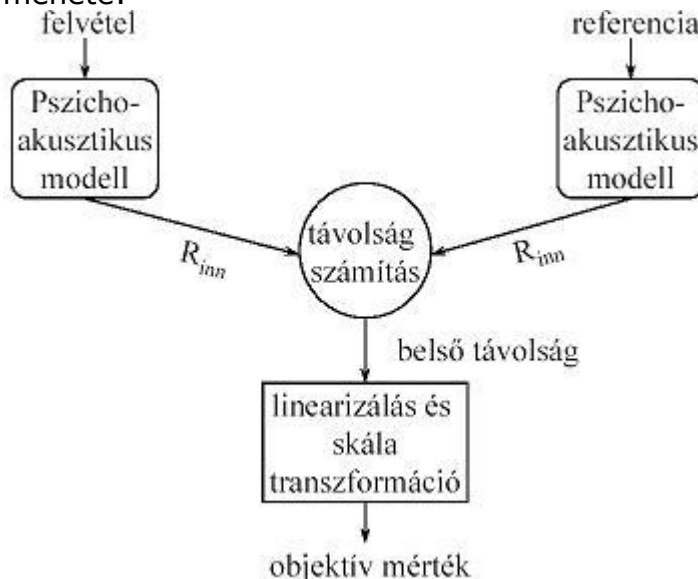 menete:
felvétel
referencia
Pszicho-
akusztikus
modell
Pszicho-
akusztikus
modell
R_inn
távolság
számítás
R_inn
belső távolság
linearizálás és
skála
transzformáció
objektív mérték